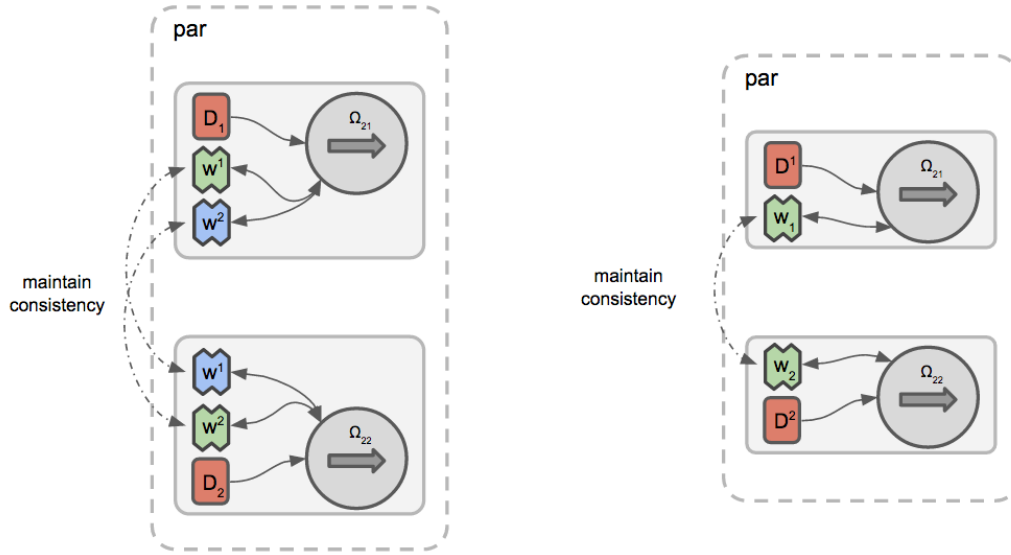 par
D₁
w¹
w²
Ω₂₁
maintain
consistency
w¹
w²
D₂
Ω₂₂
par
D¹
w₁
Ω₂₁
maintain
consistency
w₂
D²
Ω₂₂